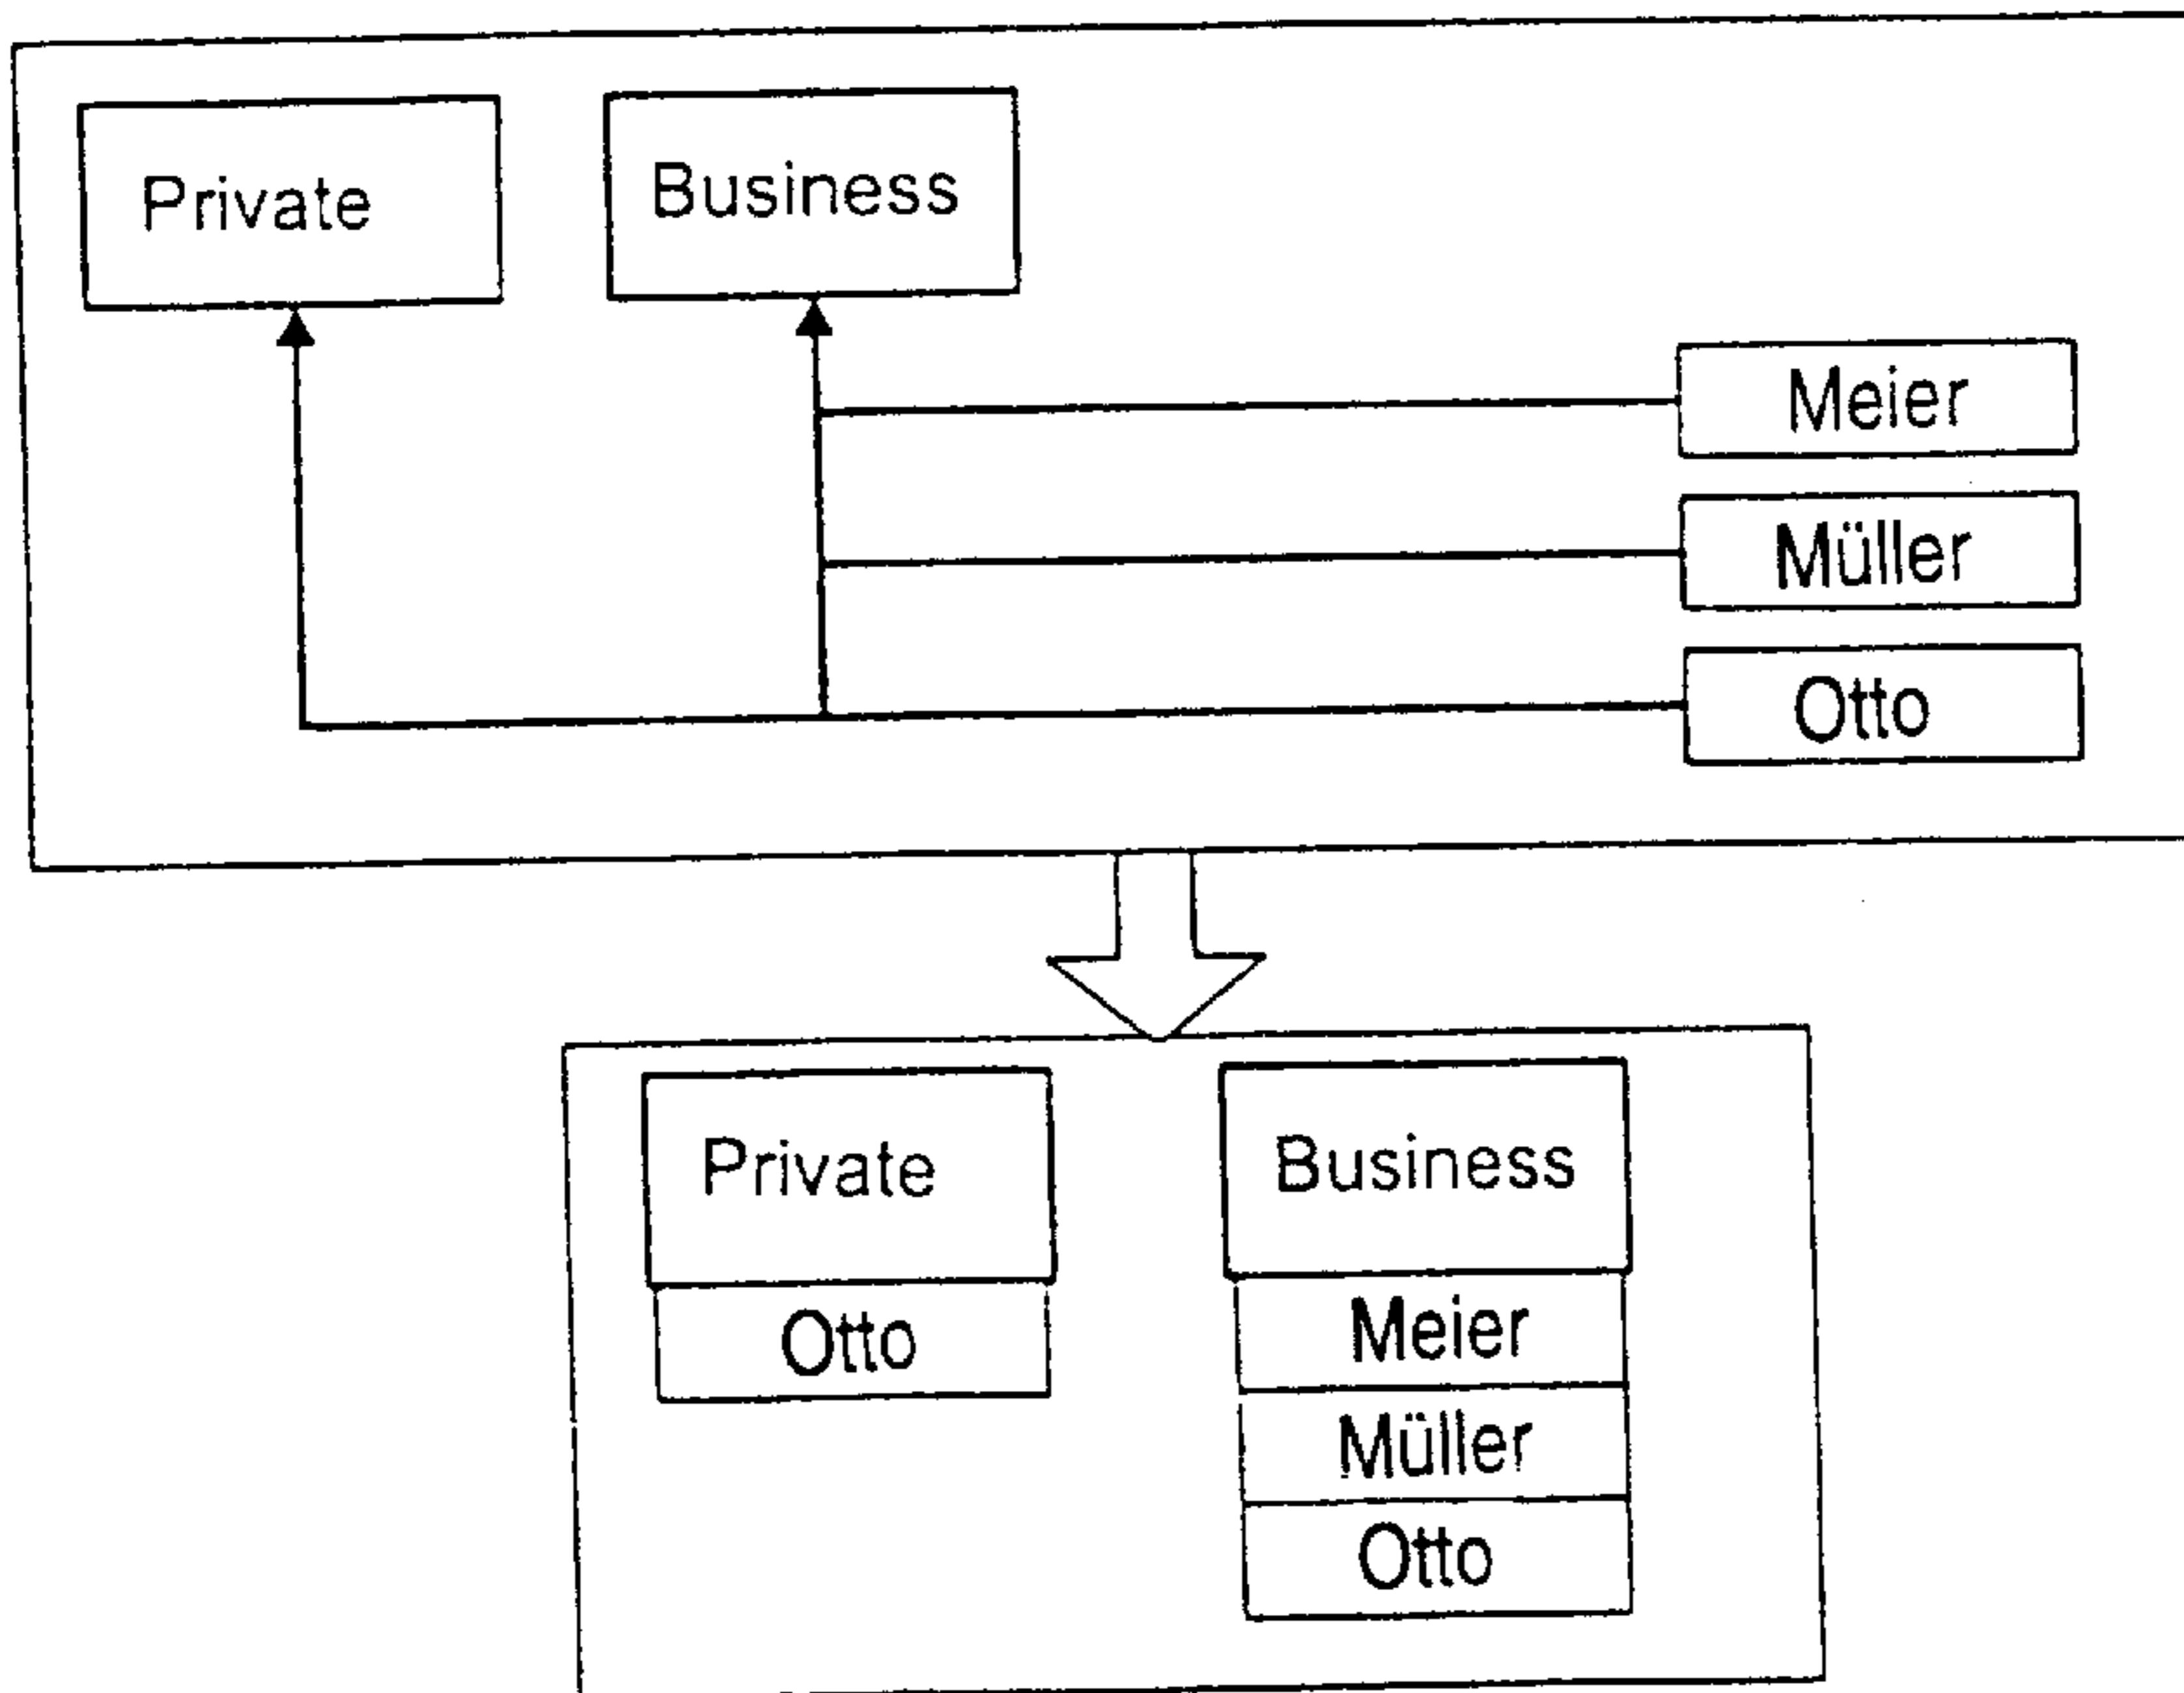 Private Business
Meier
Müller
Otto
Private Business
Otto Meier
Müller
Otto